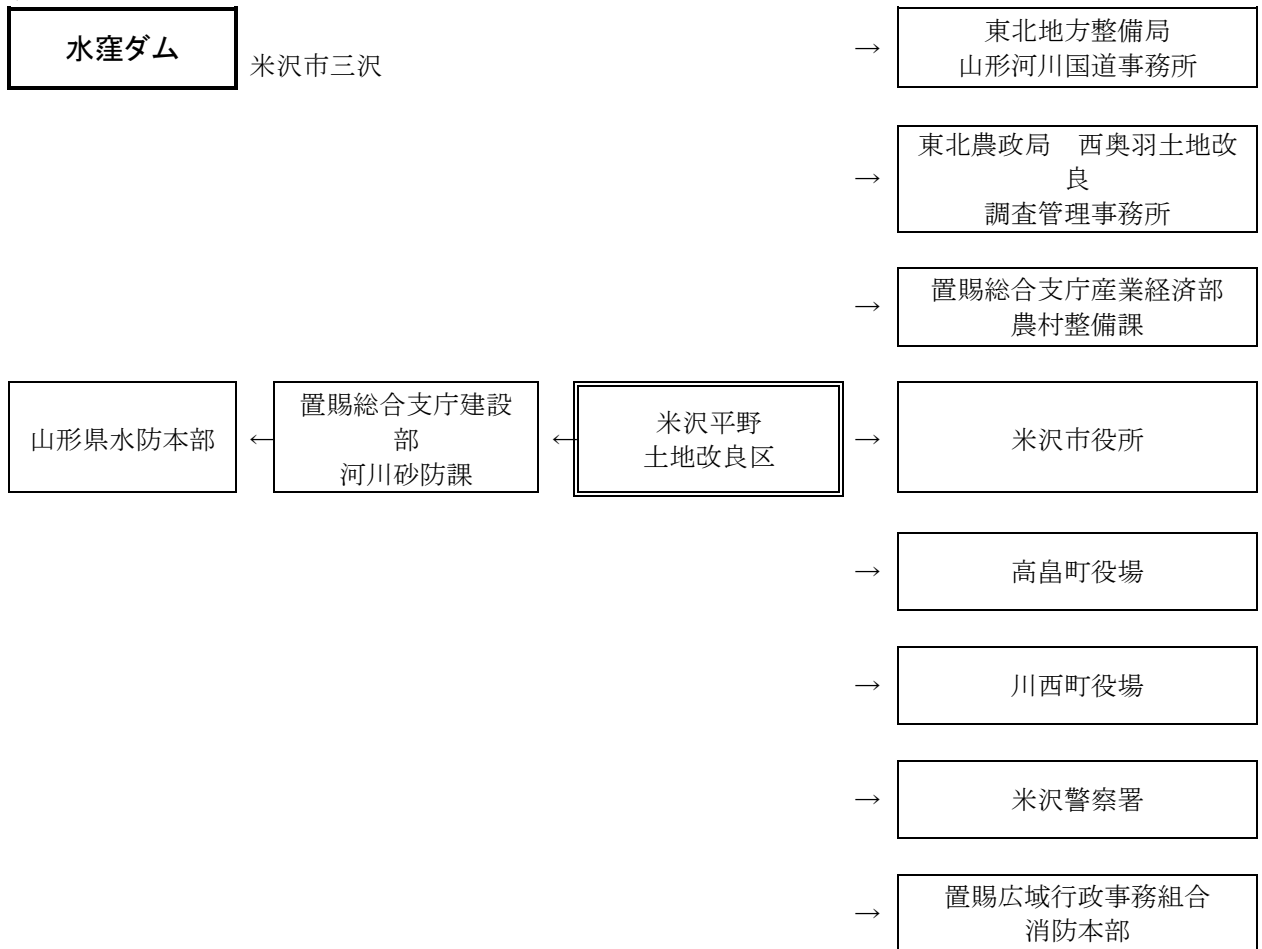 水窪ダム
米沢市三沢
→
東北地方整備局
山形河川国道事務所
→
東北農政局　西奥羽土地改
良
調査管理事務所
→
置賜総合支庁産業経済部
農村整備課
山形県水防本部
←
置賜総合支庁建設
部
河川砂防課
←
米沢平野
土地改良区
→
米沢市役所
→
高畠町役場
→
川西町役場
→
米沢警察署
→
置賜広域行政事務組合
消防本部